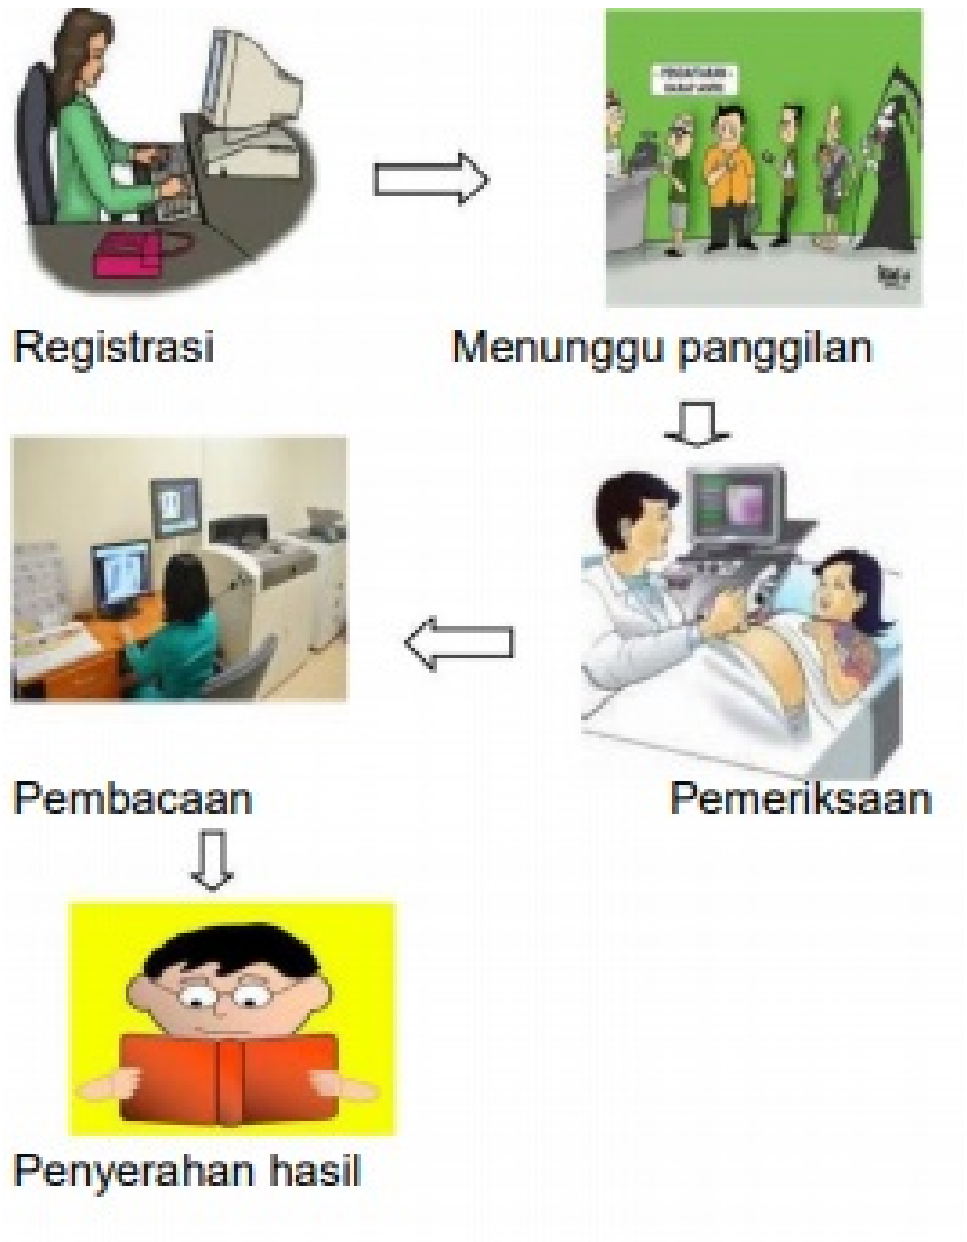 Registrasi
Menunggu panggilan
Pembacaan
Pemeriksaan
Penyerahan hasil